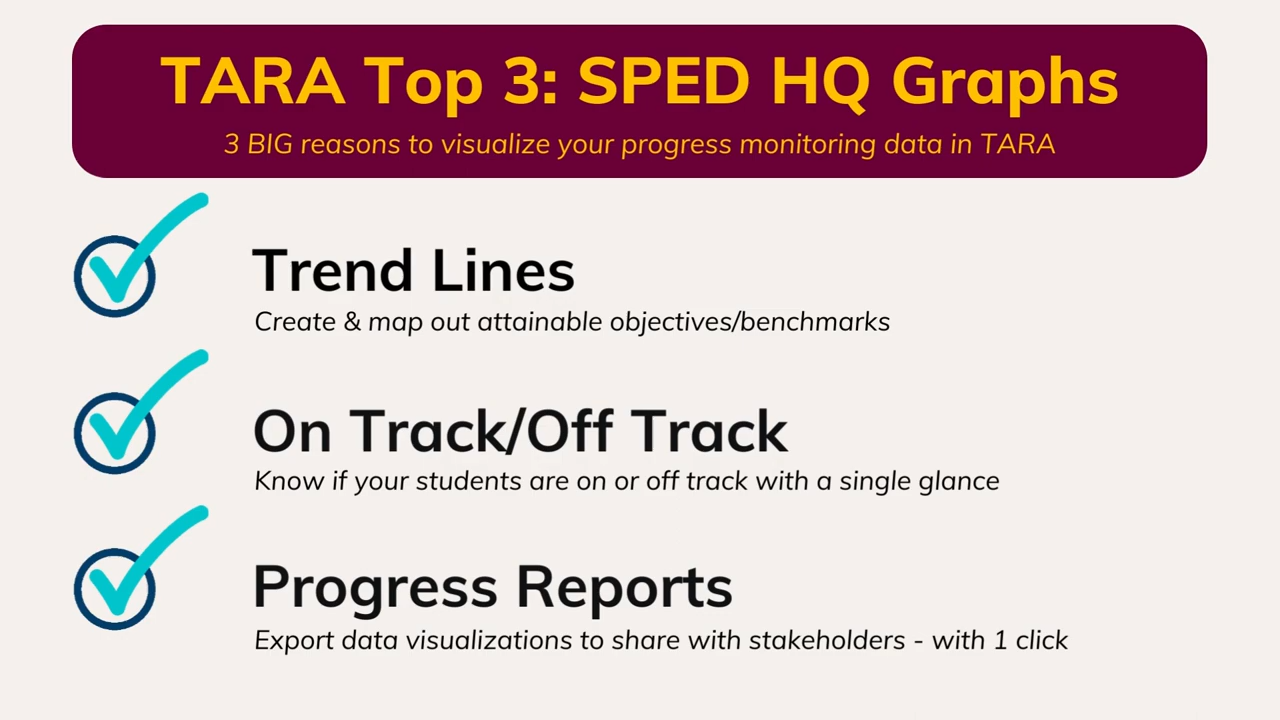 TARA Top 3: SPED HQ Graphs
3 BIG reasons to visualize your progress monitoring data in TARA
Trend Lines
Create & map out attainable objectives/benchmarks
On Track/Off Track
Know if your students are on or off track with a single glance
Progress Reports
Export data visualizations to share with stakeholders - with 1 click